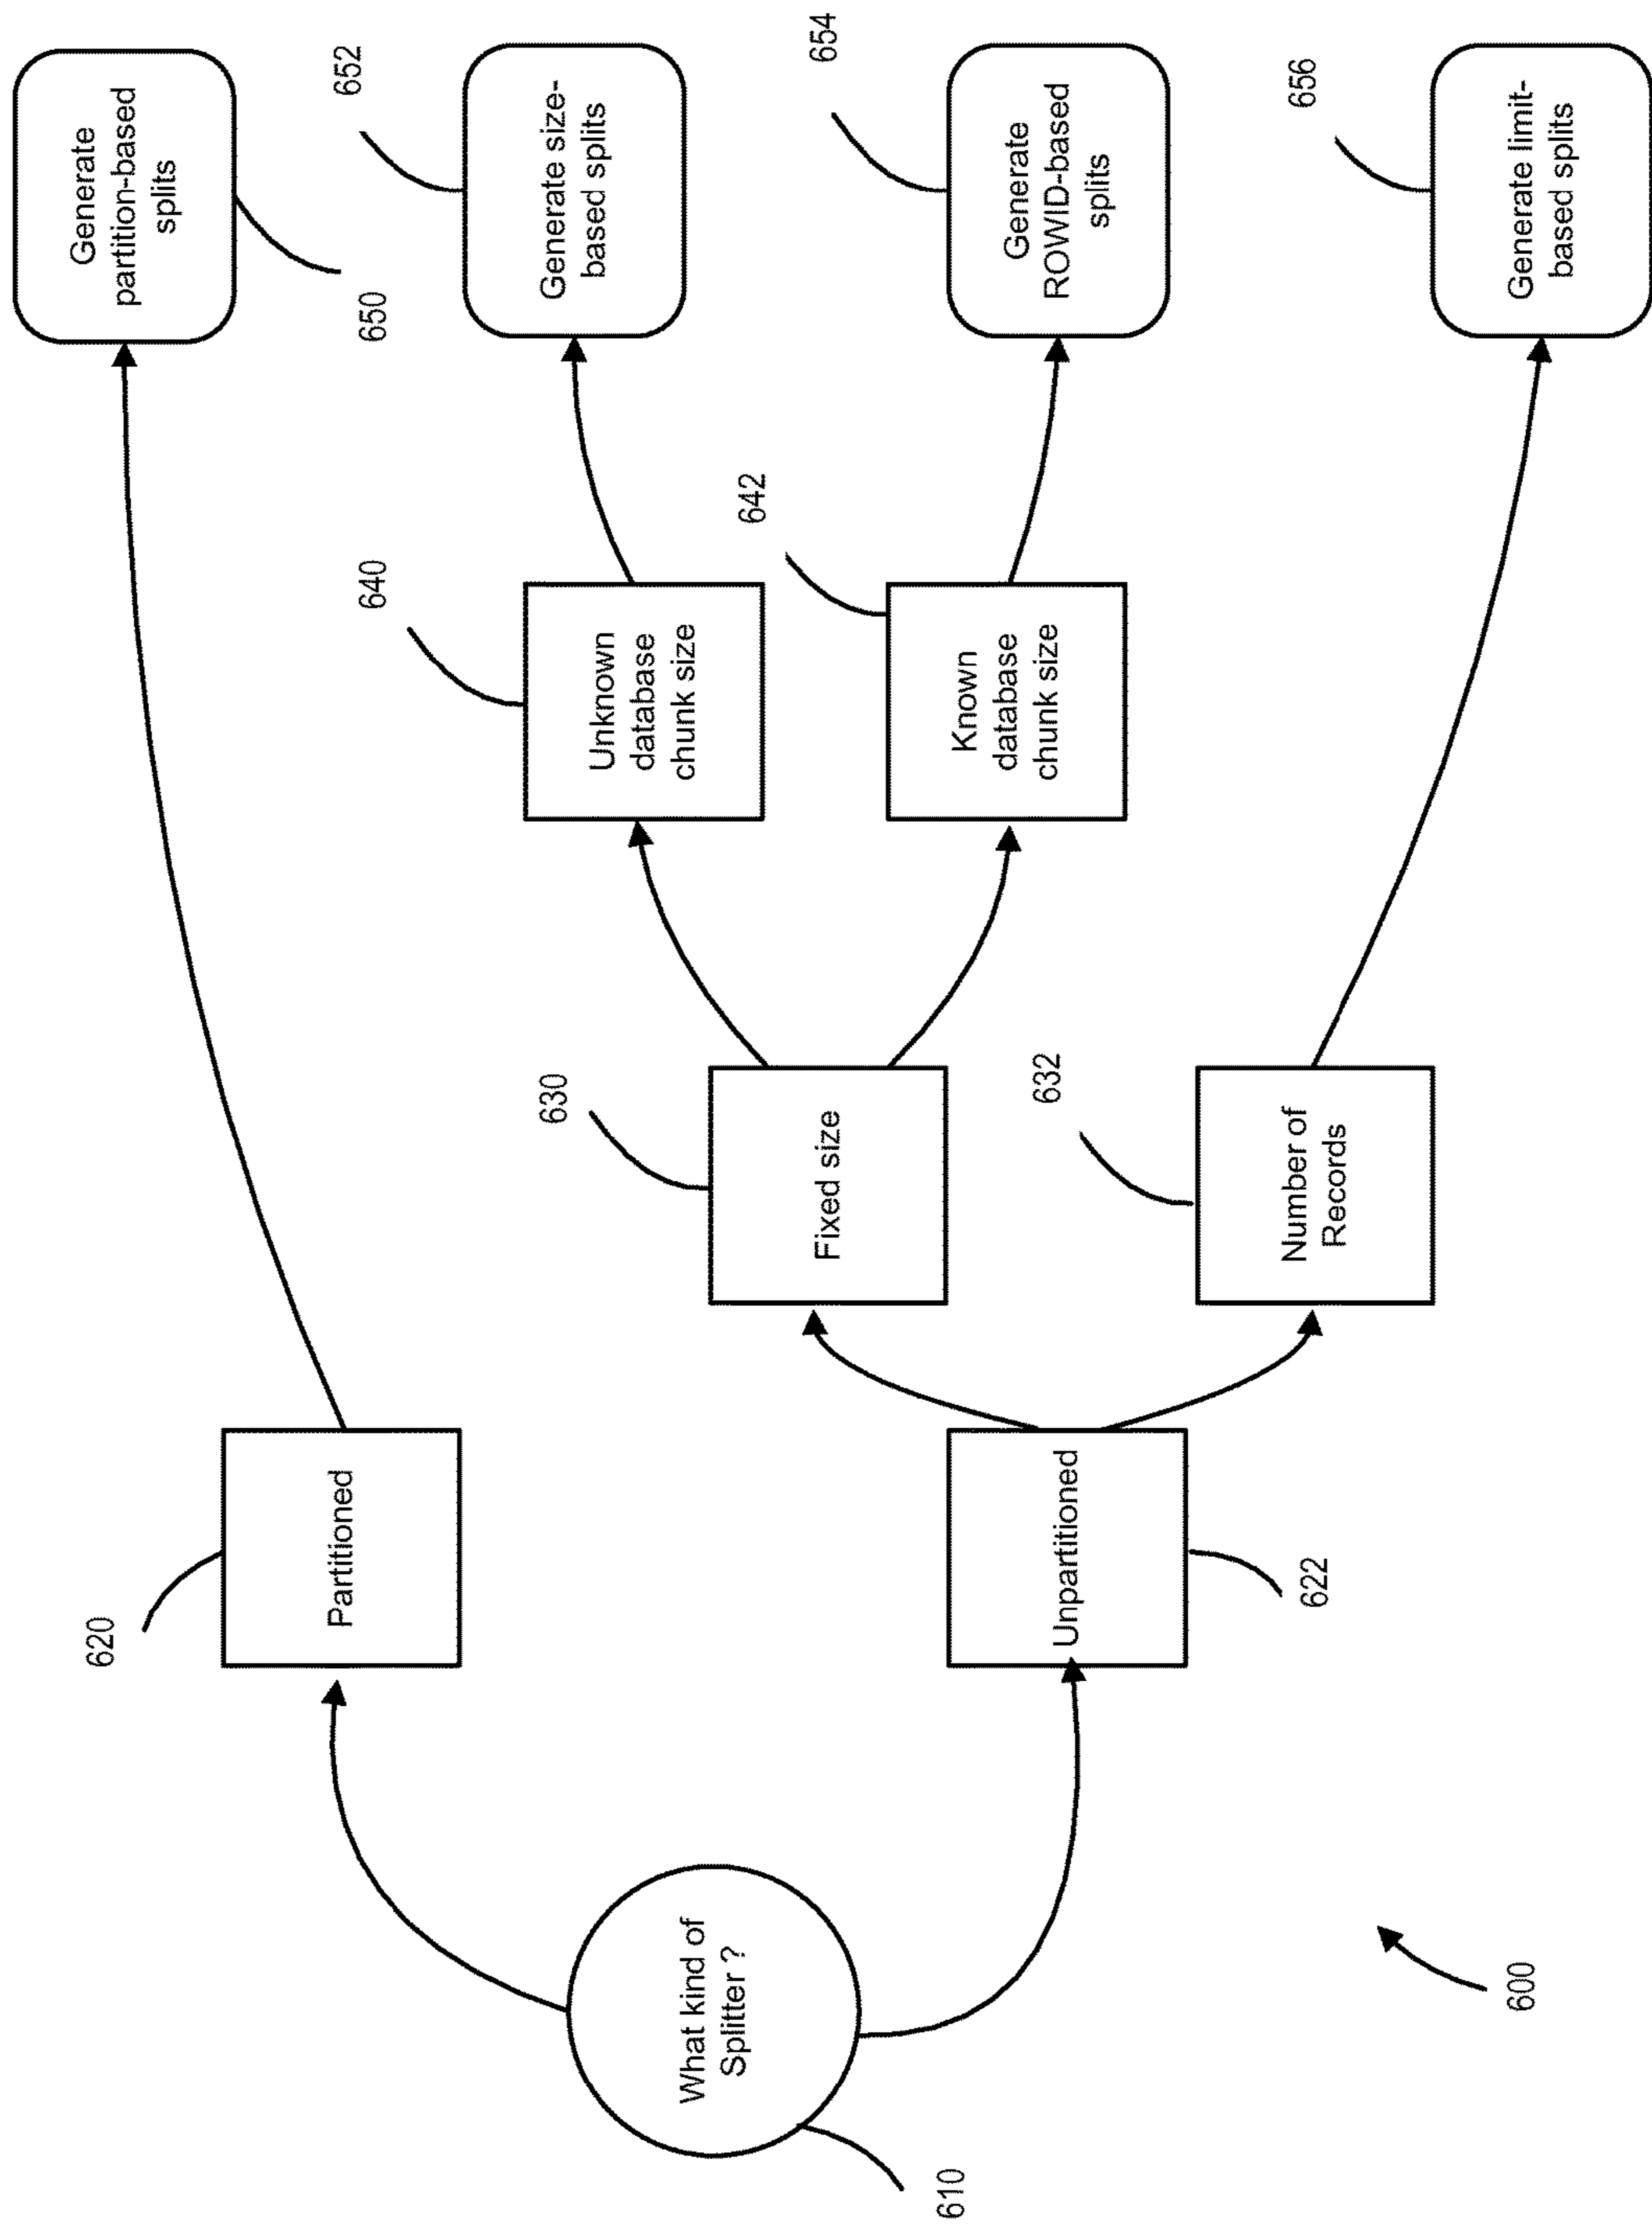 610
What kind of
Splitter ?
620
Partitioned
Unpartitioned
622
630
Fixed size
632
Number of
Records
640
Unknown
database
chunk size
642
Known
database
chunk size
Generate
partition-based
splits
650
652
Generate size-
based splits
654
Generate
ROWID-based
splits
656
Generate limit-
based splits
600